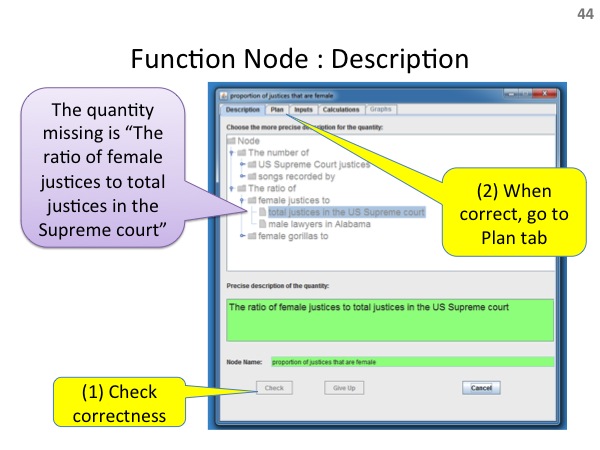 44
Function Node : Description
The quantity
missing is “The
ratio of female
justices to total
justices in the
Supreme court”
proportion of justices that are female
Description Plan Inputs Calculations Graphs
Choose the more precise description for the quantity:
Node
The number of
US Supreme Court justices
songs recorded by
The ratio of
female justices to
total justices in the US Supreme court
male lawyers in Alabama
female gorillas to
(2) When
correct, go to
Plan tab
Precise description of the quantity:
The ratio of female justices to total justices in the US Supreme court
Node Name: proportion of justices that are female
(1) Check
correctness
Check Give Up Cancel